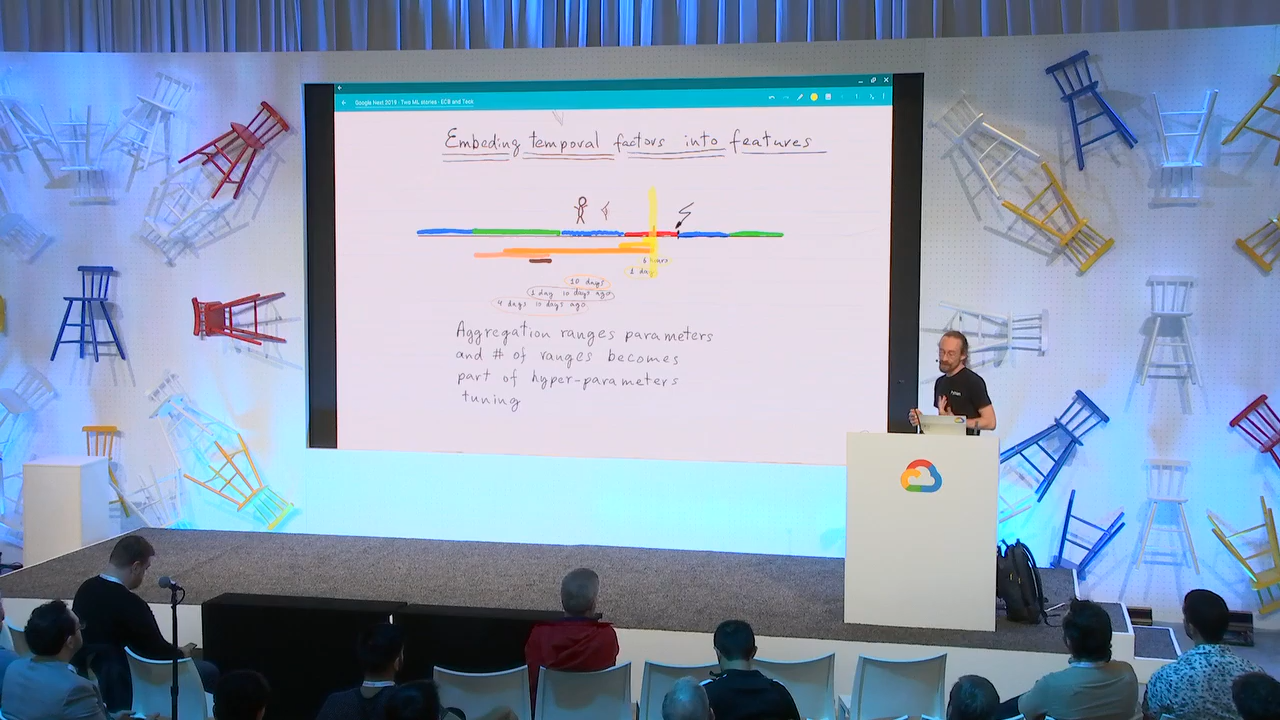 Google Next 2019 - Two ML stories - ECB and Teck
Embeding temporal factors into features
6 hours
1 day
10 days
1 day 10 days ago
4 days 10 days ago
Aggregation ranges parameters
and # of ranges becomes
part of hyper-parameters
tuning